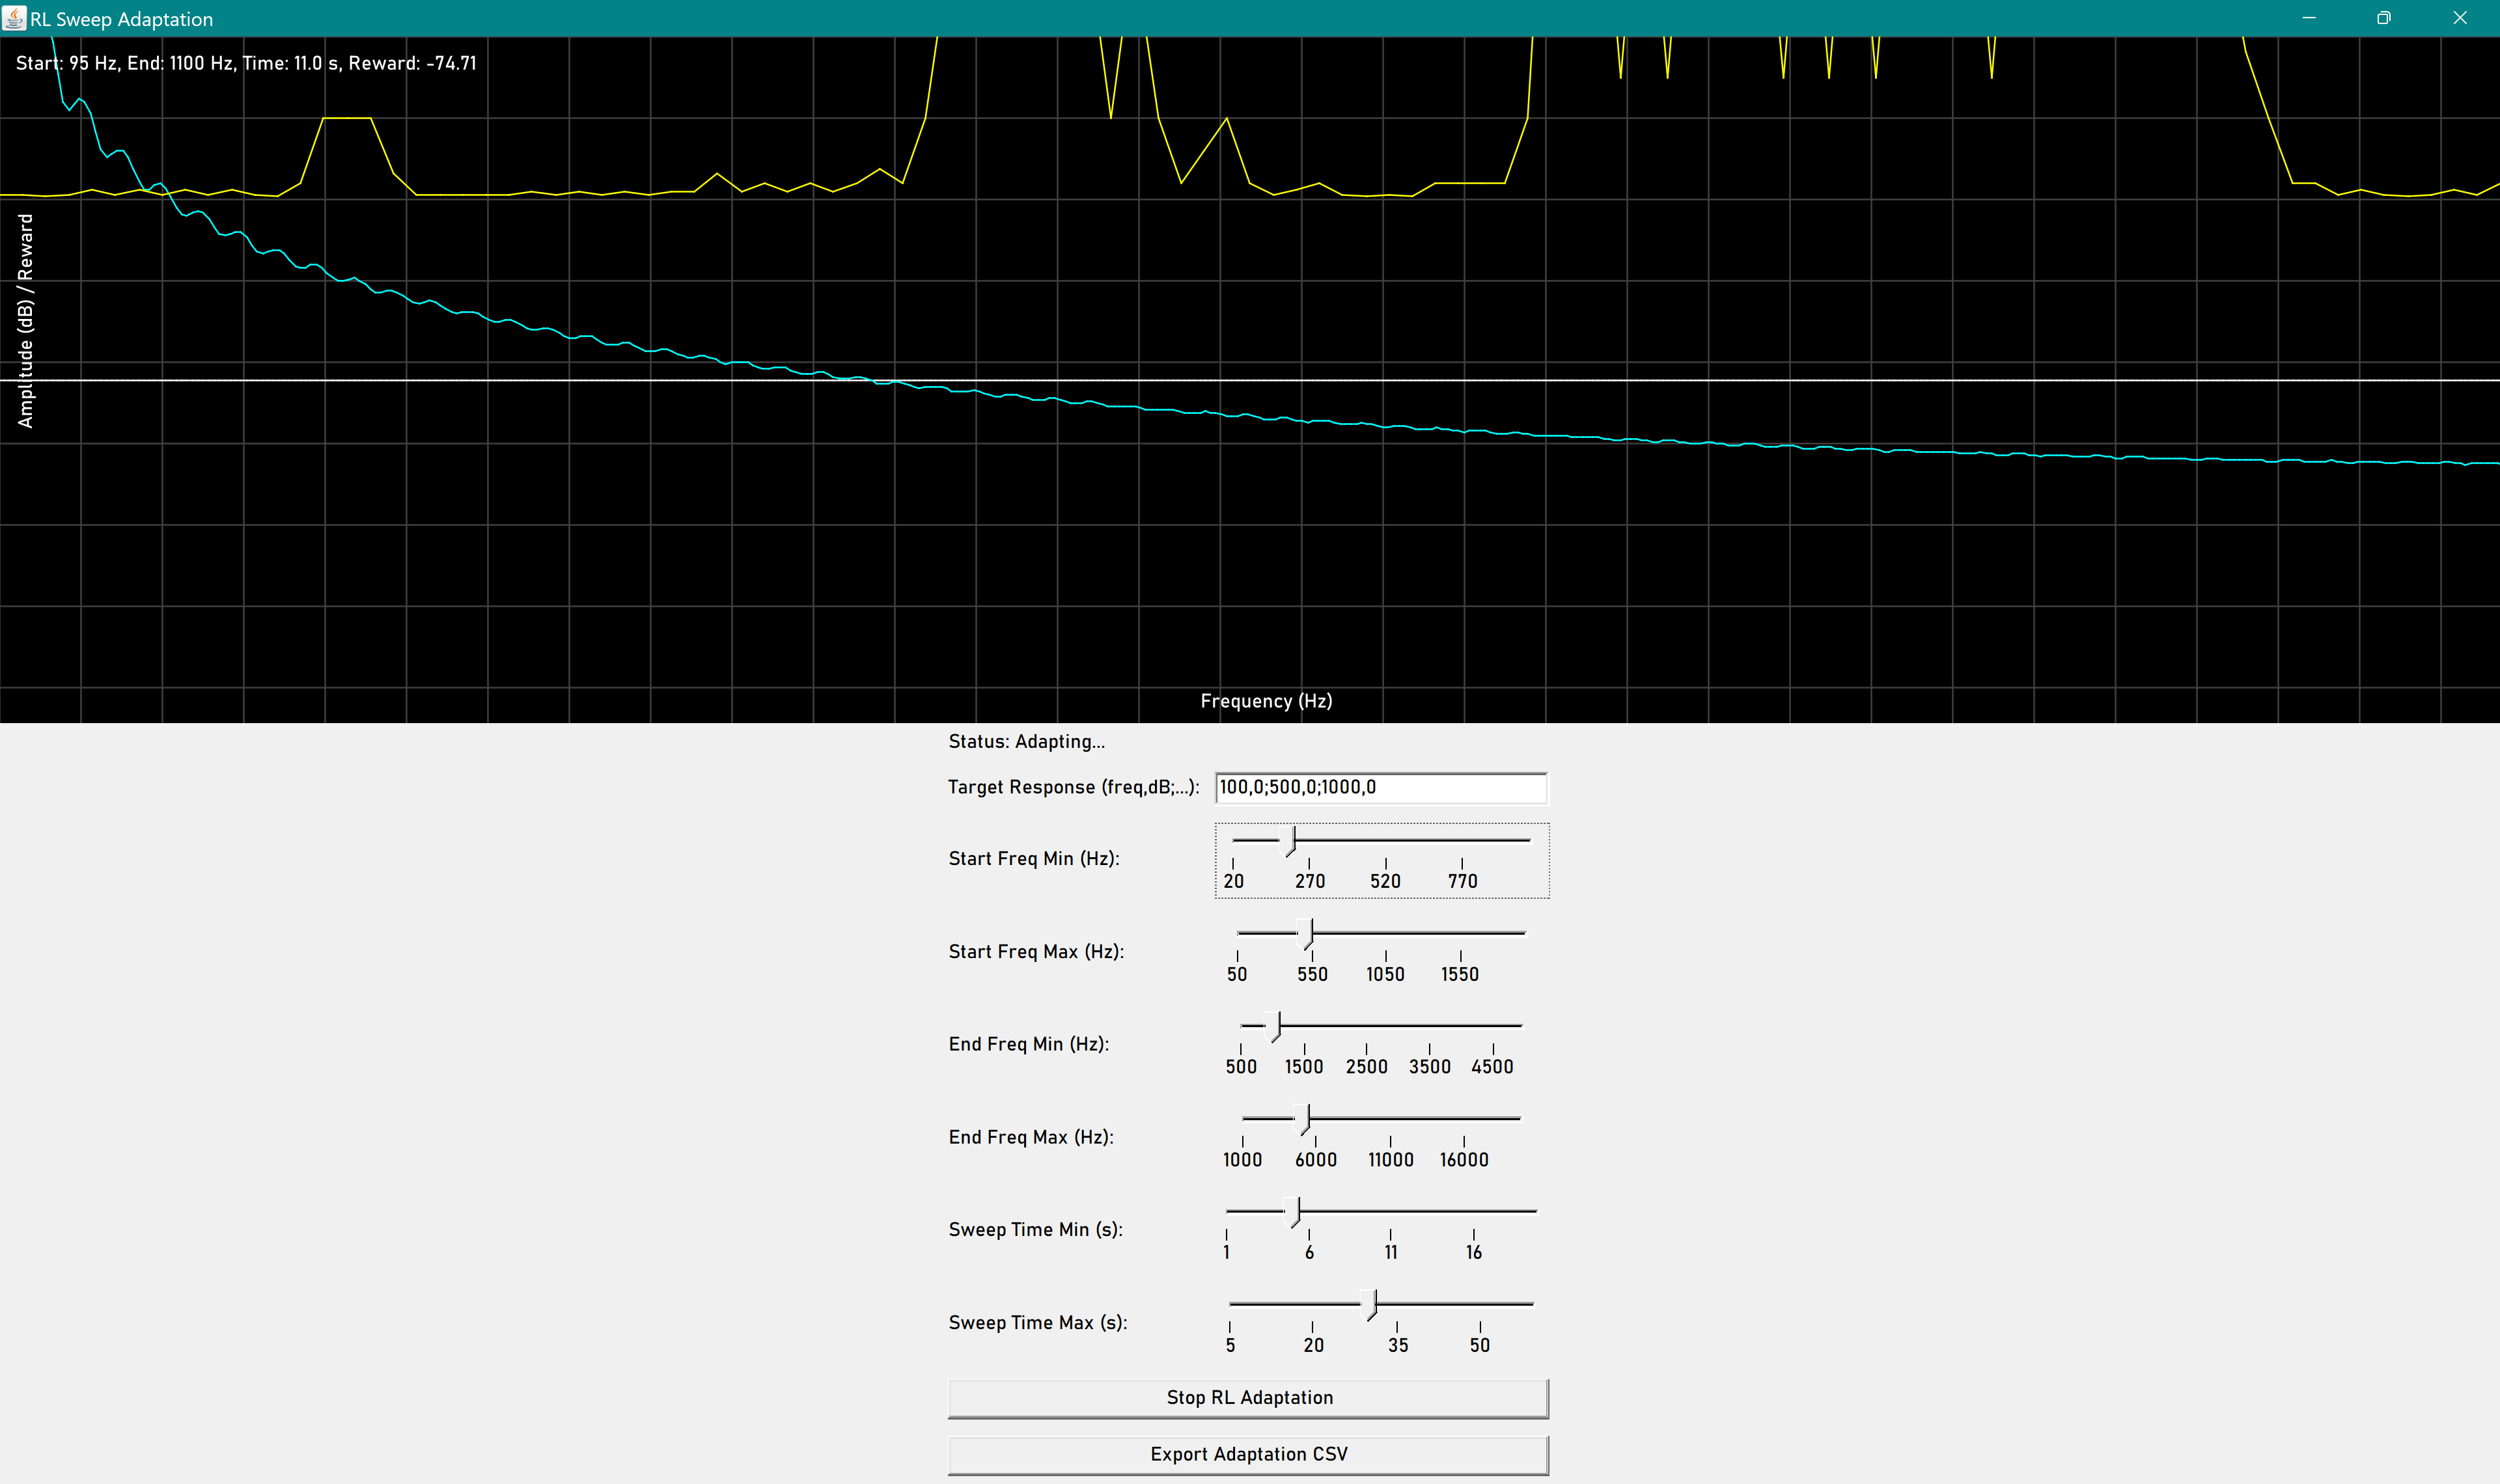 RL Sweep Adaptation
Start: 95 Hz, End: 1100 Hz, Time: 11.0 s, Reward: -74.71
Amplitude (dB) / Reward
Frequency (Hz)
Status: Adapting...
Target Response (freq,dB;...): 100,0;500,0;1000,0
Start Freq Min (Hz):
20 270 520 770
Start Freq Max (Hz):
50 550 1050 1550
End Freq Min (Hz):
500 1500 2500 3500 4500
End Freq Max (Hz):
1000 6000 11000 16000
Sweep Time Min (s):
1 6 11 16
Sweep Time Max (s):
5 20 35 50
Stop RL Adaptation
Export Adaptation CSV